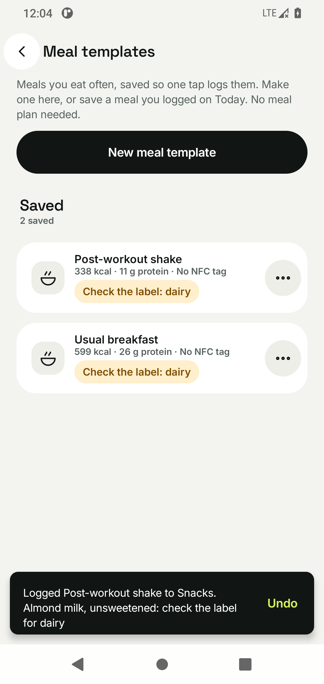 12:04
LTE
Meal templates
Meals you eat often, saved so one tap logs them. Make
one here, or save a meal you logged on Today. No meal
plan needed.
New meal template
Saved
2 saved
Post-workout shake
338 kcal · 11 g protein · No NFC tag
Check the label: dairy
Usual breakfast
599 kcal · 26 g protein · No NFC tag
Check the label: dairy
Logged Post-workout shake to Snacks.
Almond milk, unsweetened: check the label
for dairy
Undo